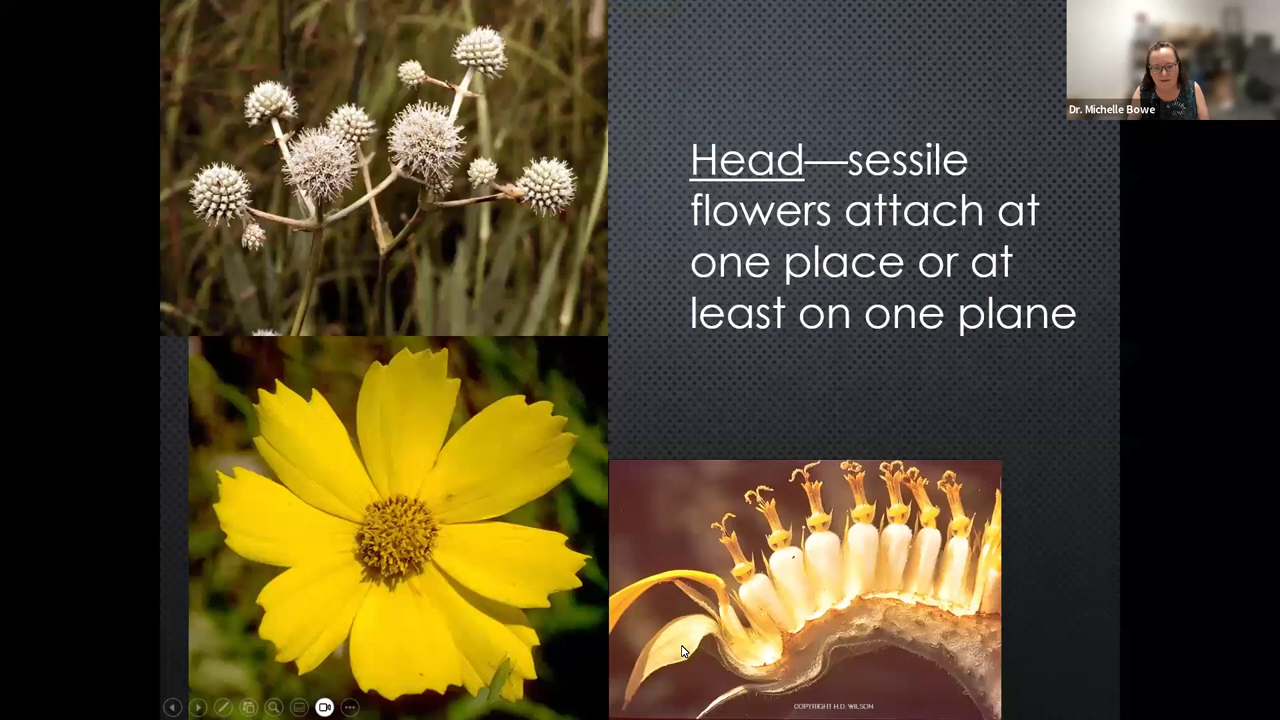 Dr. Michelle Bowe
Head—sessile
flowers attach at
one place or at
least on one plane
COPYRIGHT H.D. WILSON